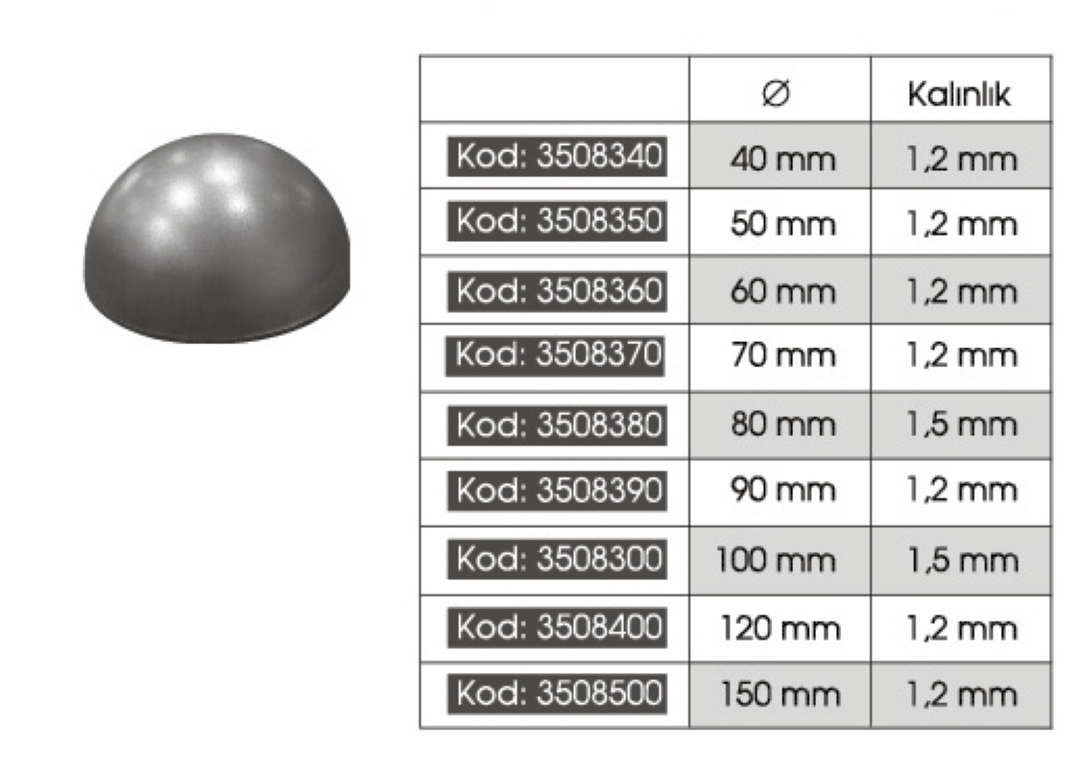 Ø Kalınlık
Kod: 3508340 40 mm 1,2 mm
Kod: 3508350 50 mm 1,2 mm
Kod: 3508360 60 mm 1,2 mm
Kod: 3508370 70 mm 1,2 mm
Kod: 3508380 80 mm 1,5 mm
Kod: 3508390 90 mm 1,2 mm
Kod: 3508300 100 mm 1,5 mm
Kod: 3508400 120 mm 1,2 mm
Kod: 3508500 150 mm 1,2 mm